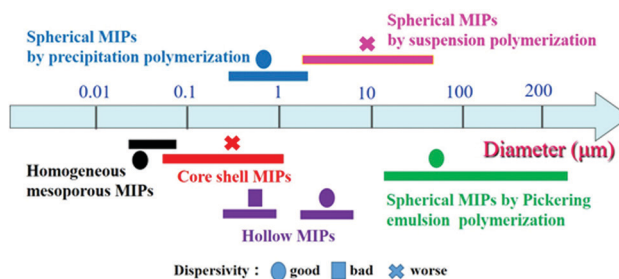 Spherical MIPs
by precipitation polymerization
Spherical MIPs
by suspension polymerization
0.01 0.1 1 10 100 200
Diameter (μm)
Homogeneous
mesoporous MIPs
Core shell MIPs
Hollow MIPs
Spherical MIPs by Pickering
emulsion polymerization
Dispersivity : good bad worse